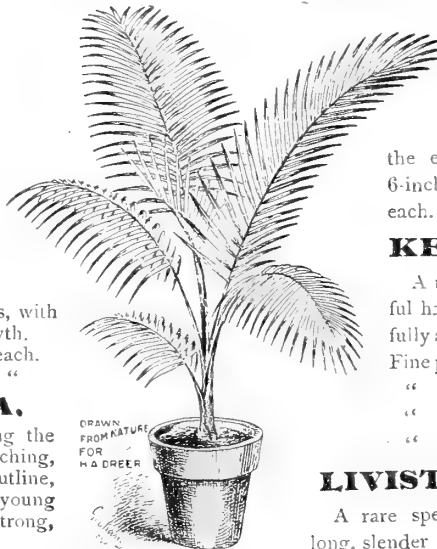 the e
6-inch
each.
KE
A
ful h
fully a
Fine p
“
“
“
s, with
th.
each.
“
A.
g the
ching,
utline,
young
trong,
DRAWN
FROM NATURE
FOR
H A DREER
LIVIST
A rare spe
long, slender